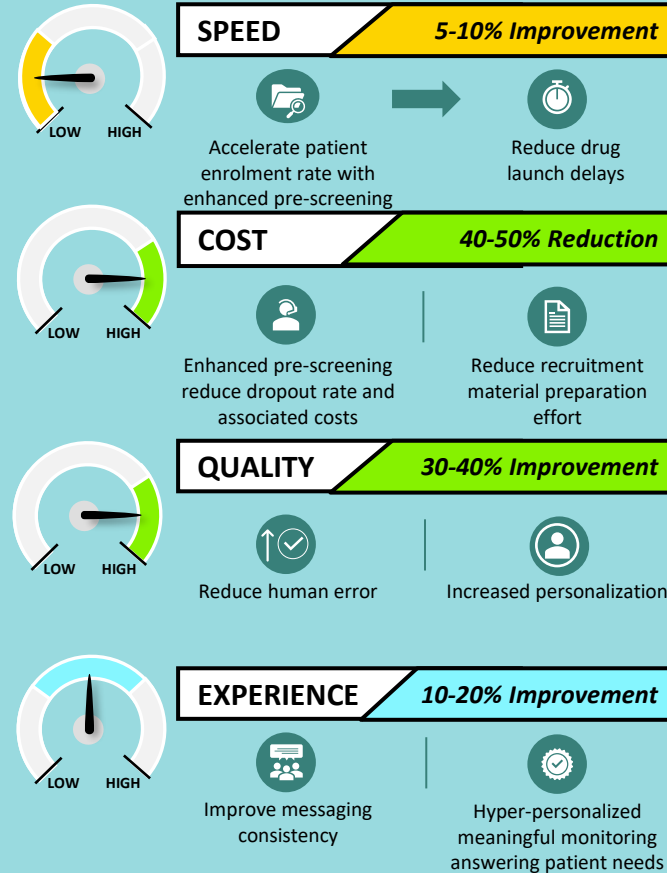 SPEED
5-10% Improvement
LOW
HIGH
Accelerate patient
enrolment rate with
enhanced pre-screening
Reduce drug
launch delays
COST
40-50% Reduction
LOW
HIGH
Enhanced pre-screening
reduce dropout rate and
associated costs
Reduce recruitment
material preparation
effort
QUALITY
30-40% Improvement
LOW
HIGH
Reduce human error
Increased personalization
EXPERIENCE
10-20% Improvement
LOW
HIGH
Improve messaging
consistency
Hyper-personalized
meaningful monitoring
answering patient needs